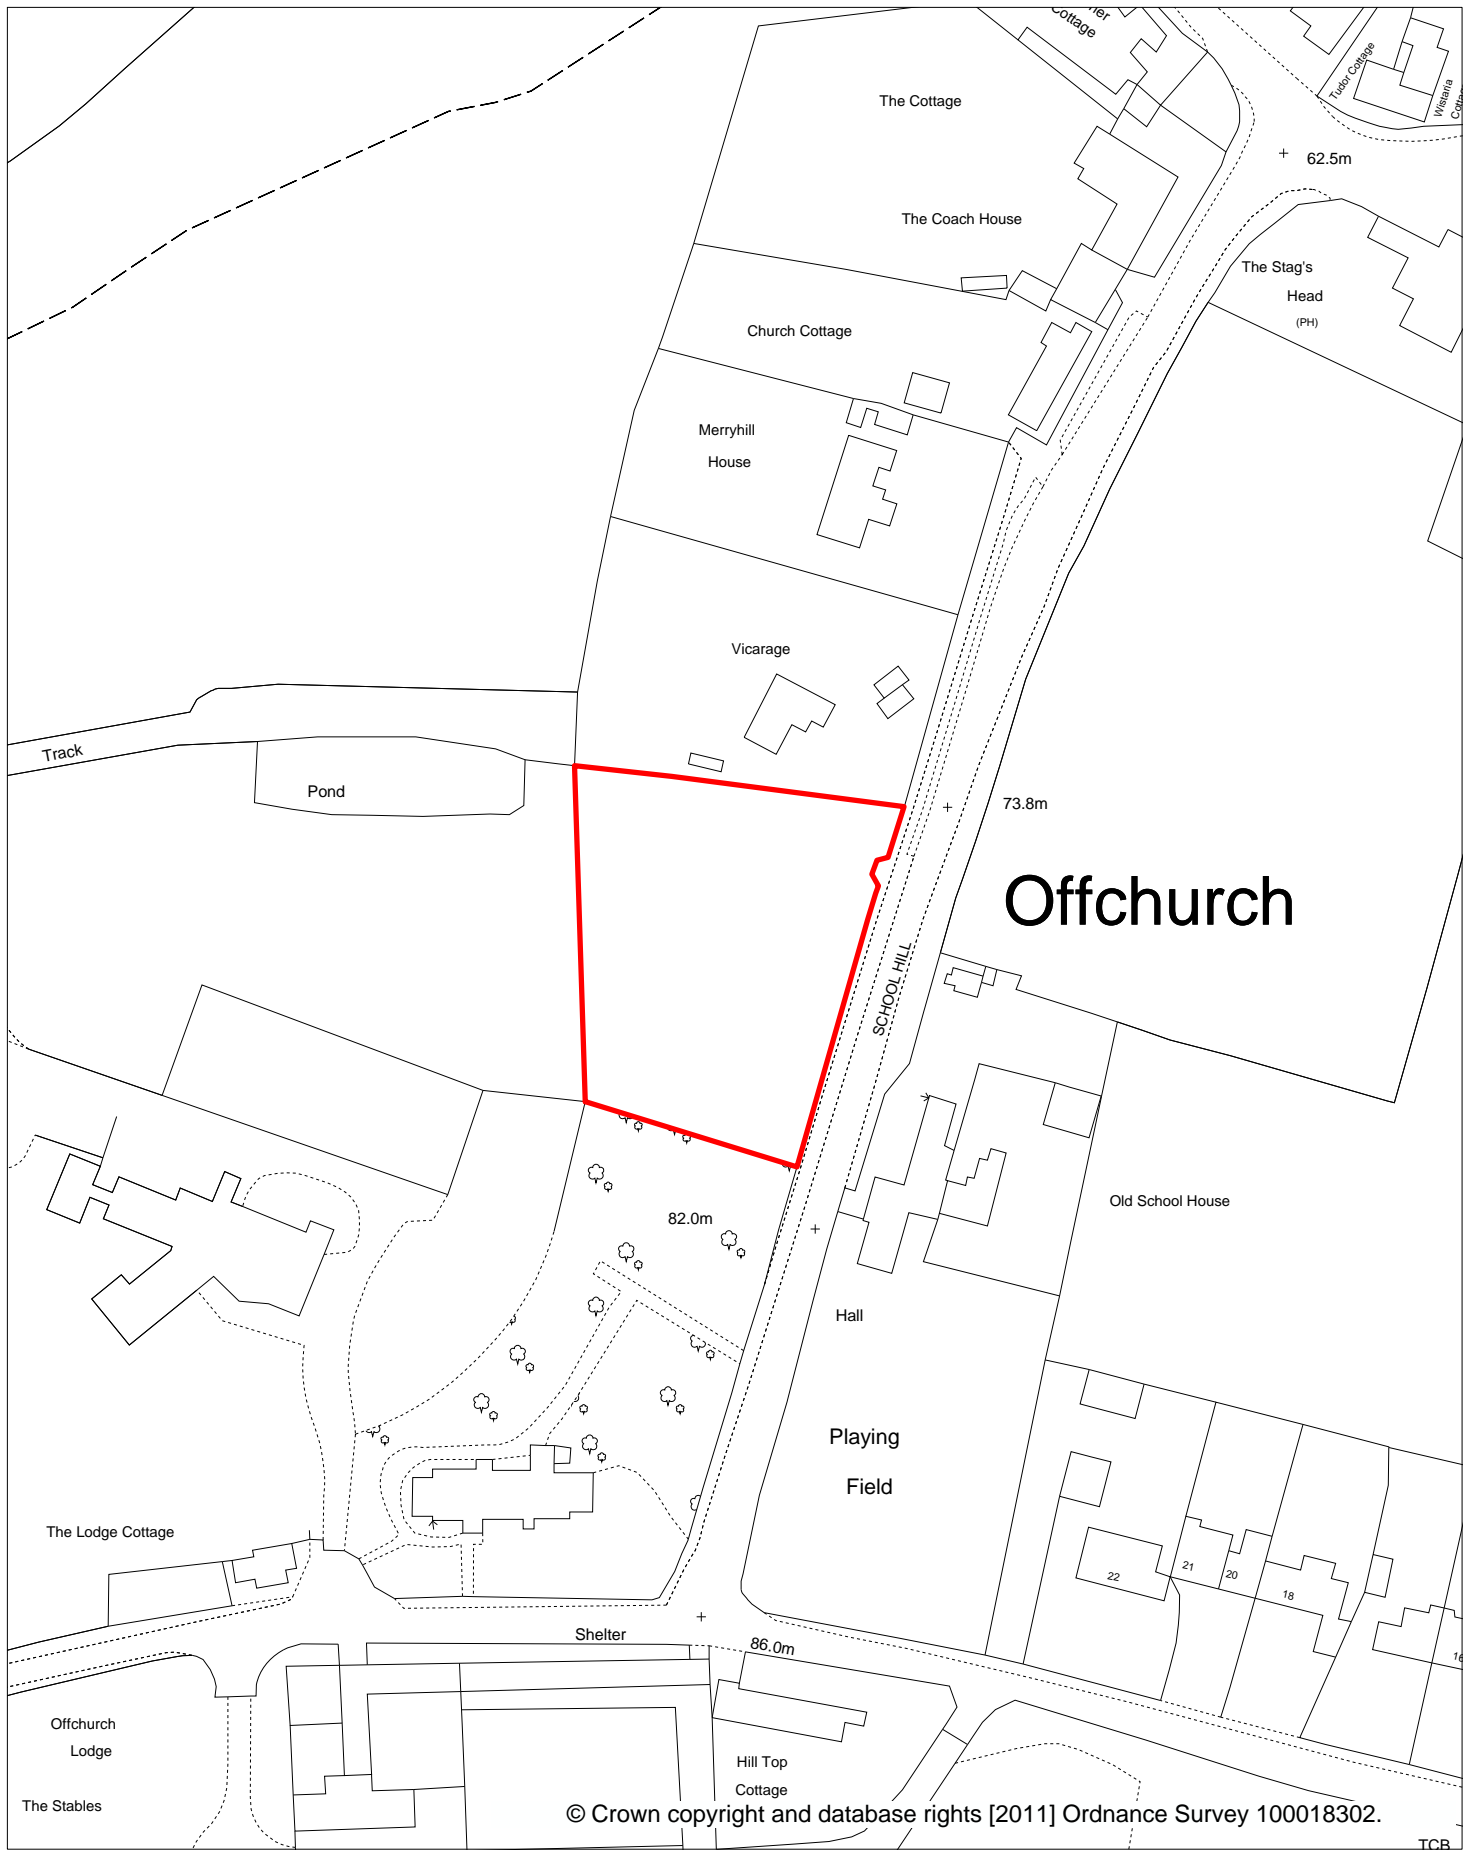 Cottage
Tudor Cottage
Wistaria
The Cottage
62.5m
The Coach House
The Stag's
Head
(PH)
Church Cottage
Merryhill
House
Vicarage
Track
Pond
73.8m
Offchurch
SCHOOL HILL
Old School House
82.0m
Hall
Playing
Field
The Lodge Cottage
22
21
20
18
16
Shelter
86.0m
Offchurch
Lodge
Hill Top
Cottage
The Stables
© Crown copyright and database rights [2011] Ordnance Survey 100018302.
TCB